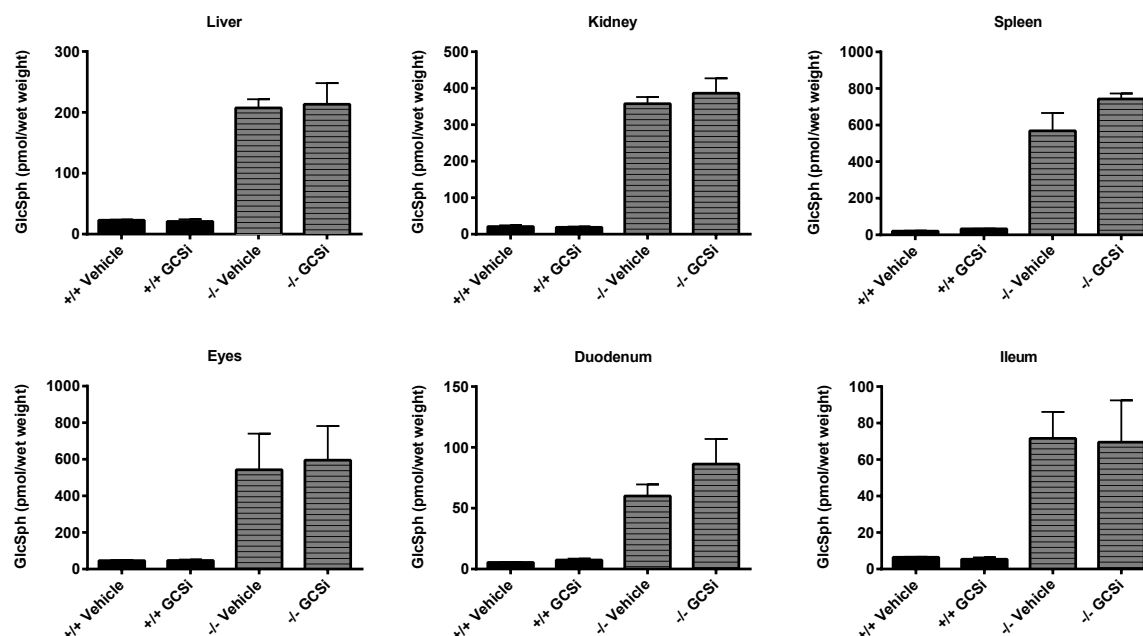 Liver
GlcSph (pmol/wet weight)
300
200
100
0
+/+ Vehicle
+/+ GCSi
-/- Vehicle
-/- GCSi
Kidney
GlcSph (pmol/wet weight)
500
400
300
200
100
0
+/+ Vehicle
+/+ GCSi
-/- Vehicle
-/- GCSi
Spleen
GlcSph (pmol/wet weight)
1000
800
600
400
200
0
+/+ Vehicle
+/+ GCSi
-/- Vehicle
-/- GCSi
Eyes
GlcSph (pmol/wet weight)
1000
800
600
400
200
0
+/+ Vehicle
+/+ GCSi
-/- Vehicle
-/- GCSi
Duodenum
GlcSph (pmol/wet weight)
150
100
50
0
+/+ Vehicle
+/+ GCSi
-/- Vehicle
-/- GCSi
Ileum
GlcSph (pmol/wet weight)
100
80
60
40
20
0
+/+ Vehicle
+/+ GCSi
-/- Vehicle
-/- GCSi